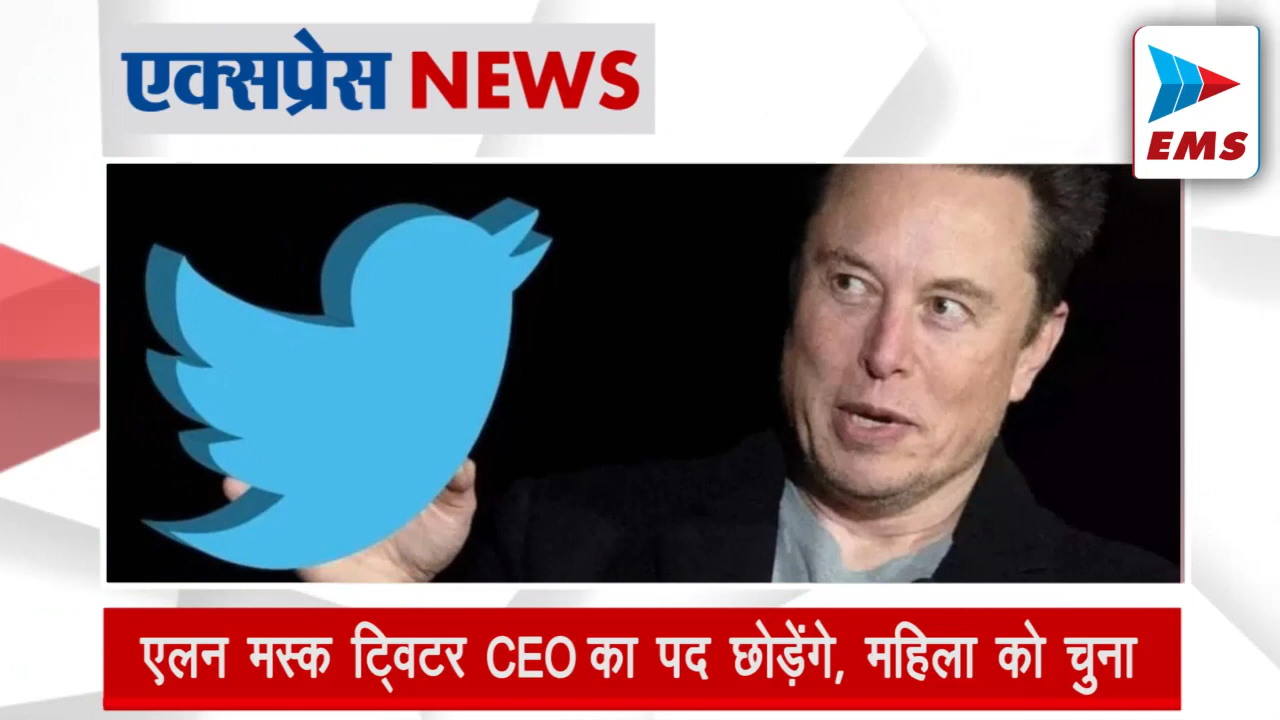 एक्सप्रेस NEWS
EMS
एलन मस्क ट्विटर CEO का पद छोड़ेंगे, महिला को चुना